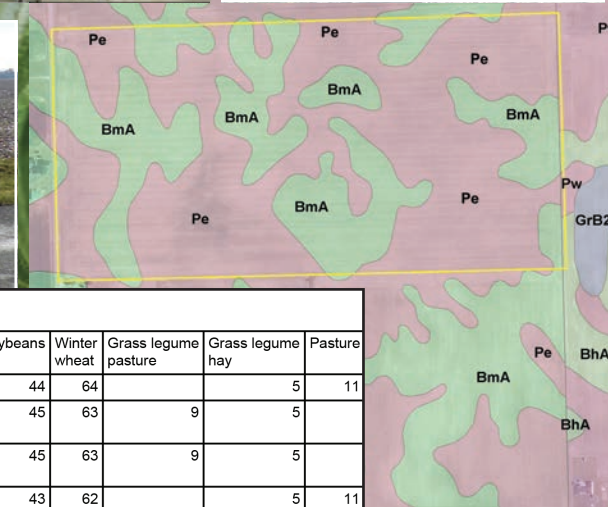 Pe
Pe
P
Pe
BmA
BmA
BmA
BmA
Pw
Pe
BmA
Pe
GrB2
Pe
BhA
BmA
BhA
ybeans Winter wheat Grass legume pasture Grass legume hay Pasture
44 64 5 11
45 63 9 5
45 63 9 5
43 62 5 11